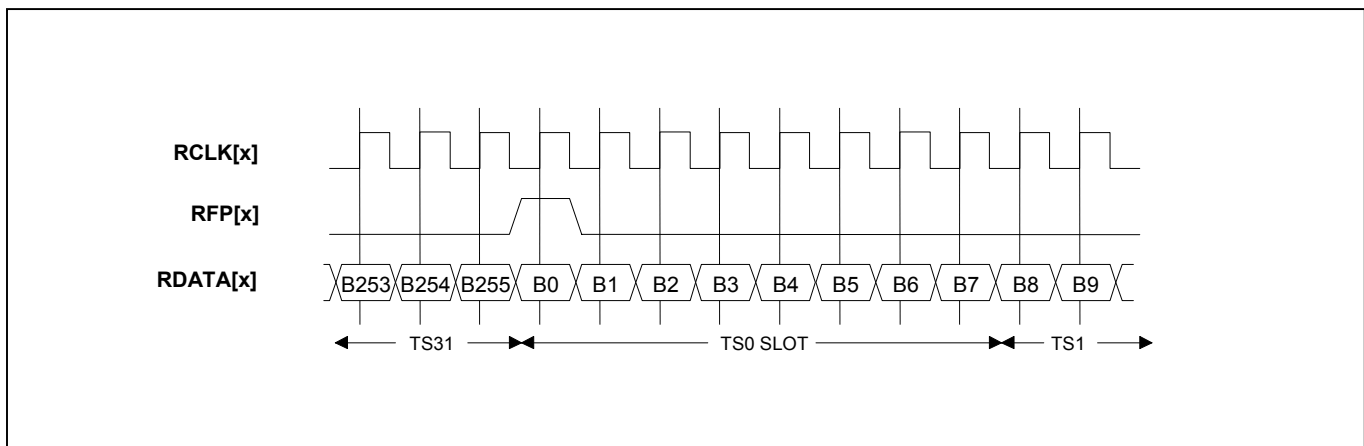 RCLK[x]
RFP[x]
RDATA[x] B253 B254 B255 B0 B1 B2 B3 B4 B5 B6 B7 B8 B9
TS31 TS0 SLOT TS1